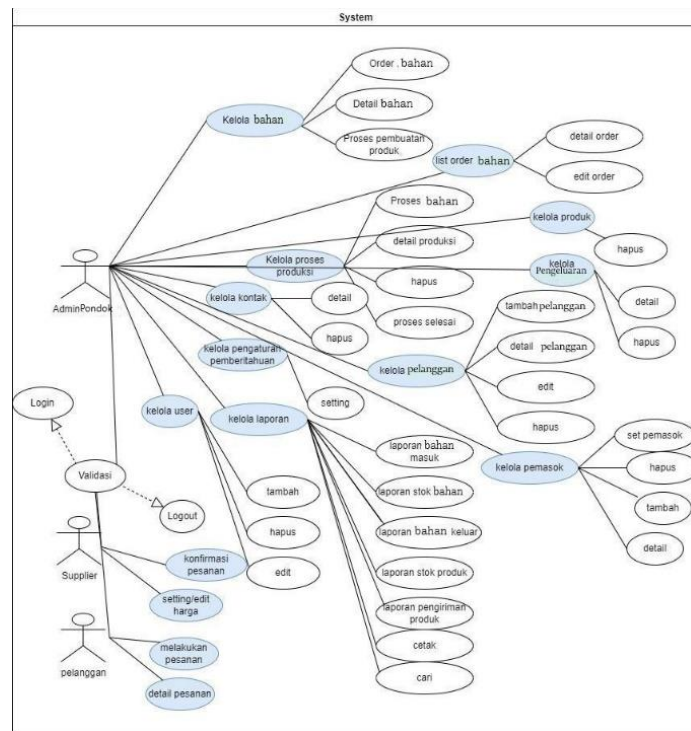 System
Order . bahan
Kelola bahan
Detail bahan
Proses pembuatan
produk.
detail order
list order bahan
edit order
Proses bahan
kelola produk
detail produksi
hapus
Kelola proses
produksi
kelola
Pengeluaran
hapus
AdminPondok
kelola kontak
detail
tambah pelanggan
detail
proses selesai
hapus
hapus
kelola pengaturan
pemberitahuan
detail pelanggan
kelola pelanggan
edit
Login
setting
kelola user
kelola laporan
hapus
set pemasok
laporan bahan
masuk
kelola pemasok
hapus
Validasi
laporan stok bahan
tambah
tambah
Logout
hapus
laporan bahan keluar
detail
Supplier
konfirmasi
pesanan
edit
laporan stok produk
setting/edit
harga
laporan pengiriman
produk
pelanggan
melakukan
pesanan
cetak
detail pesanan
cari